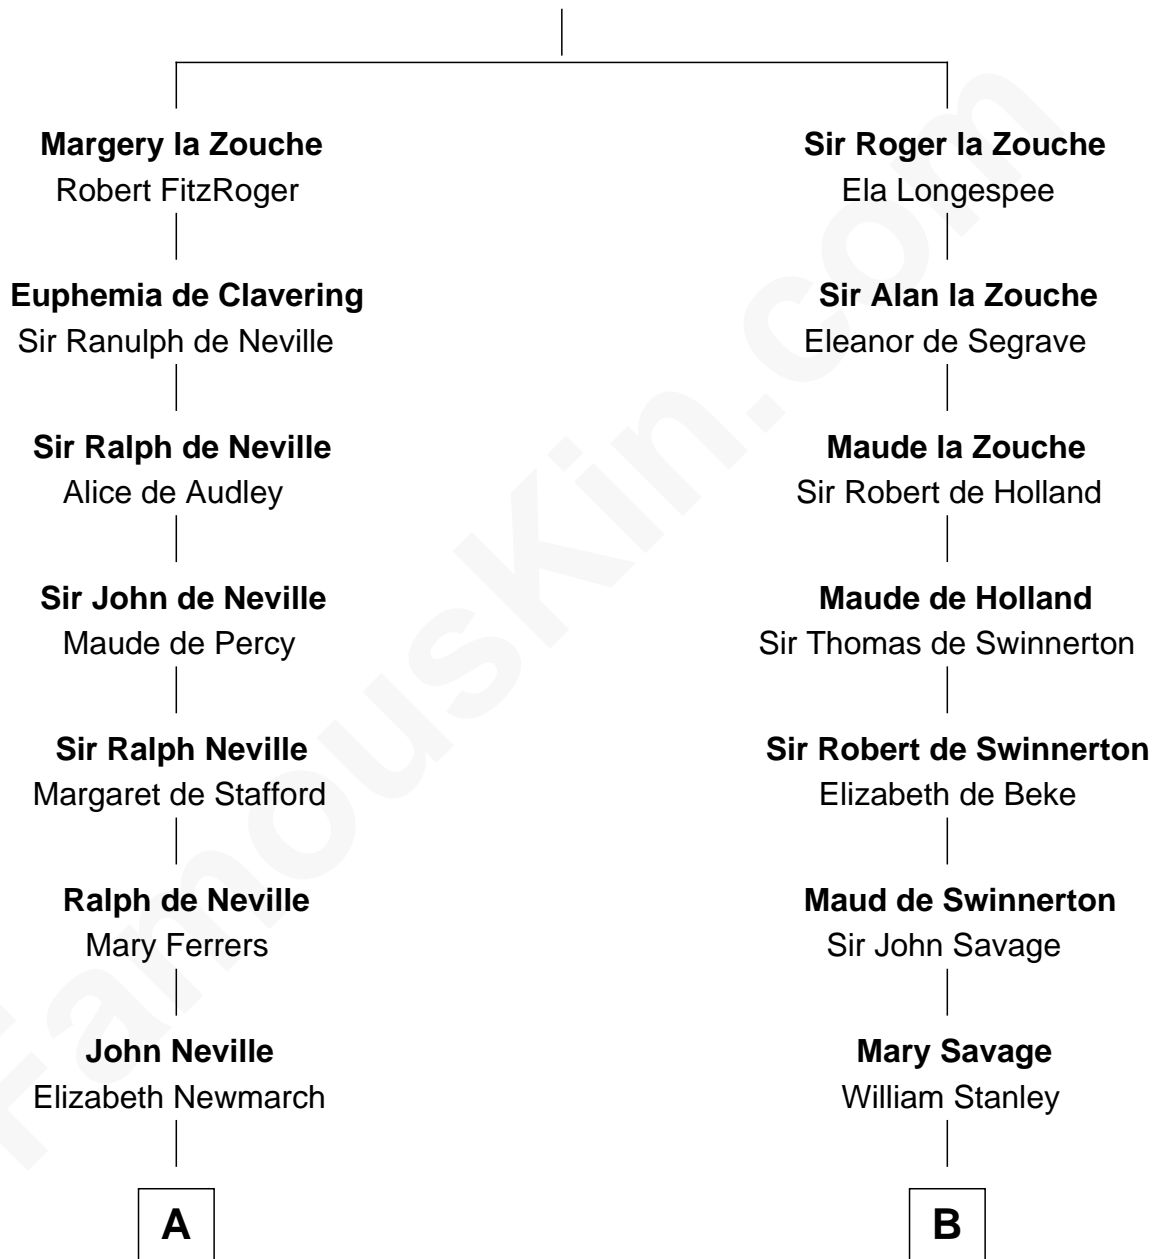 Margery la Zouche
Robert FitzRoger
Sir Roger la Zouche
Ela Longespee
Euphemia de Clavering
Sir Ranulph de Neville
Sir Alan la Zouche
Eleanor de Segrave
Sir Ralph de Neville
Alice de Audley
Maude la Zouche
Sir Robert de Holland
Sir John de Neville
Maude de Percy
Maude de Holland
Sir Thomas de Swinnerton
Sir Ralph Neville
Margaret de Stafford
Sir Robert de Swinnerton
Elizabeth de Beke
Ralph de Neville
Mary Ferrers
Maud de Swinnerton
Sir John Savage
John Neville
Elizabeth Newmarch
Mary Savage
William Stanley
A
B
FamousKin.com